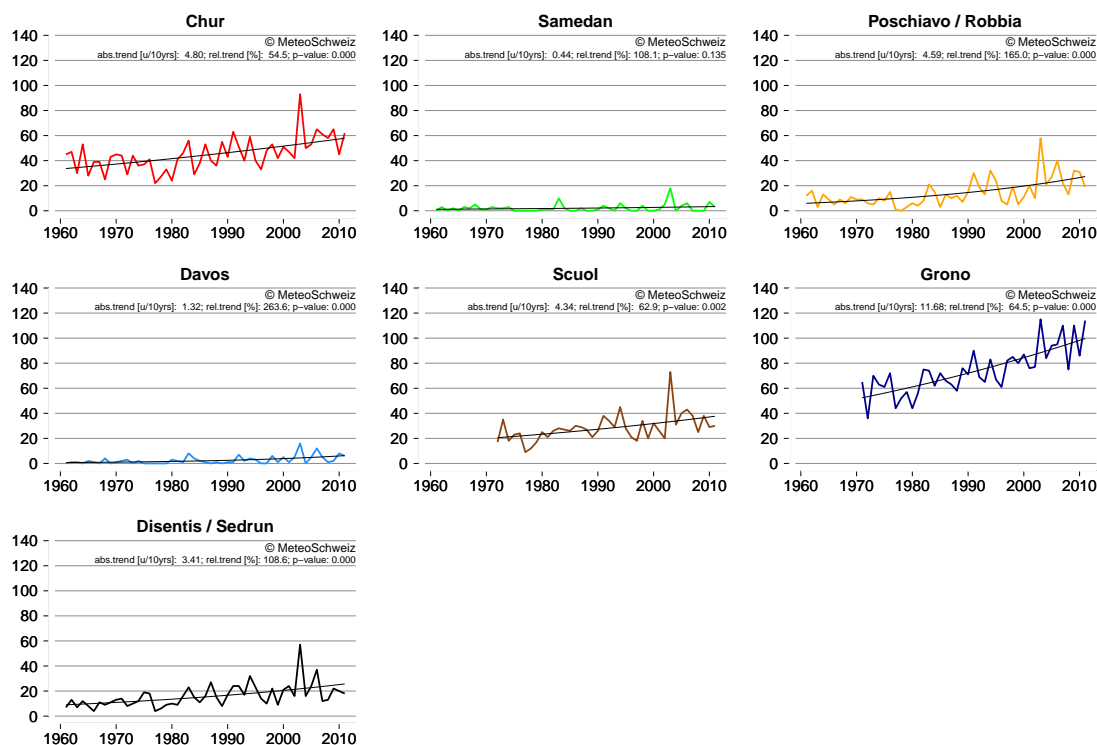 Chur
© MeteoSchweiz
abs.trend [u/10yrs]: 4.80; rel.trend [%]: 54.5; p−value: 0.000
140
120
100
80
60
40
20
0
1960 1970 1980 1990 2000 2010
Samedan
© MeteoSchweiz
abs.trend [u/10yrs]: 0.44; rel.trend [%]: 108.1; p−value: 0.135
140
120
100
80
60
40
20
0
1960 1970 1980 1990 2000 2010
Poschiavo / Robbia
© MeteoSchweiz
abs.trend [u/10yrs]: 4.59; rel.trend [%]: 165.0; p−value: 0.000
140
120
100
80
60
40
20
0
1960 1970 1980 1990 2000 2010
Davos
© MeteoSchweiz
abs.trend [u/10yrs]: 1.32; rel.trend [%]: 263.6; p−value: 0.000
140
120
100
80
60
40
20
0
1960 1970 1980 1990 2000 2010
Scuol
© MeteoSchweiz
abs.trend [u/10yrs]: 4.34; rel.trend [%]: 62.9; p−value: 0.002
140
120
100
80
60
40
20
0
1960 1970 1980 1990 2000 2010
Grono
© MeteoSchweiz
abs.trend [u/10yrs]: 11.68; rel.trend [%]: 64.5; p−value: 0.000
140
120
100
80
60
40
20
0
1960 1970 1980 1990 2000 2010
Disentis / Sedrun
© MeteoSchweiz
abs.trend [u/10yrs]: 3.41; rel.trend [%]: 108.6; p−value: 0.000
140
120
100
80
60
40
20
0
1960 1970 1980 1990 2000 2010